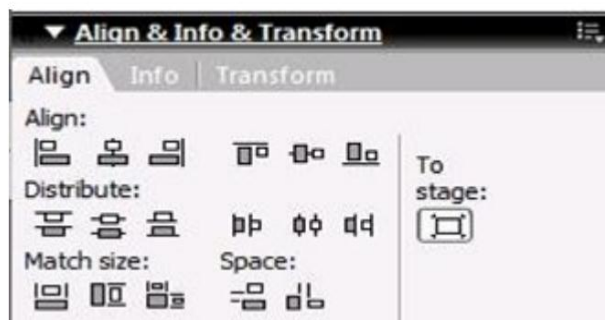 Align & Info & Transform
Align Info Transform
Align:
To stage:
Distribute:
Match size: Space: